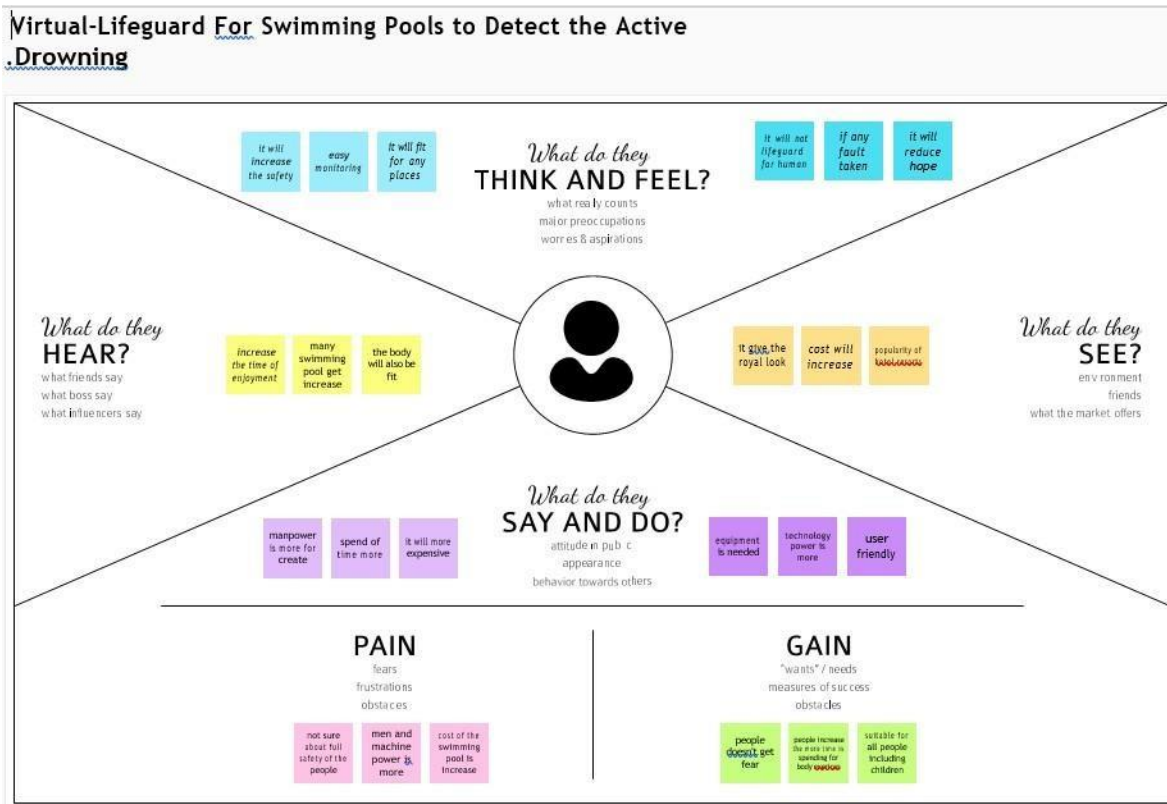 Virtual-Lifeguard For Swimming Pools to Detect the Active
.Drowning
it will
increase
the safety
easy
monitoring
it will fit
for any
places
What do they
THINK AND FEEL?
what really counts
major preoccupations
worries & aspirations
it will not
lifeguard
for human
if any
fault
taken
it will
reduce
hope
What do they
HEAR?
what friends say
what boss say
what influencers say
increase
the time of
enjoyment
many
swimming
pool get
increase
the body
will also be
fit
it give the
royal look
cost will
increase
popularity of
What do they
SEE?
environment
friends
what the market offers
manpower
is more for
create
spend of
time more
it will more
expensive
What do they
SAY AND DO?
attitude in public
appearance
behavior towards others
equipment
is needed
technology
power is
more
user
friendly
PAIN
fears
frustrations
obstacles
not sure
about full
safety of the
people
men and
machine
power is
more
cost of the
swimming
pool is
increase
GAIN
"wants" / needs
measures of success
obstacles
people
doesn't get
fear
people increase
the more time is
spending for
body
suitable for
all people
including
children